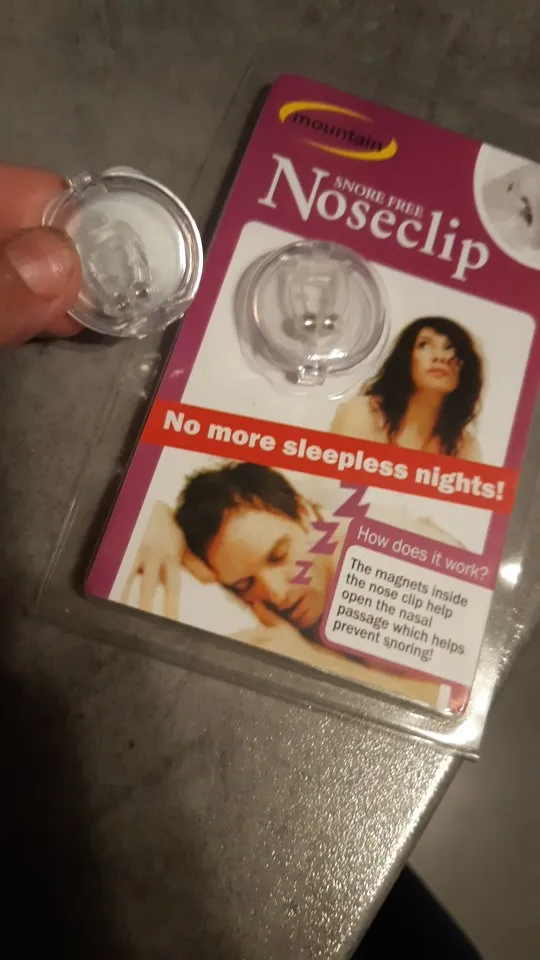 mountain
SNORE FREE
Noseclip
No more sleepless nights!
z
z
z
How does it work?
The magnets inside
the nose clip help
open the nasal
passage which helps
prevent snoring!